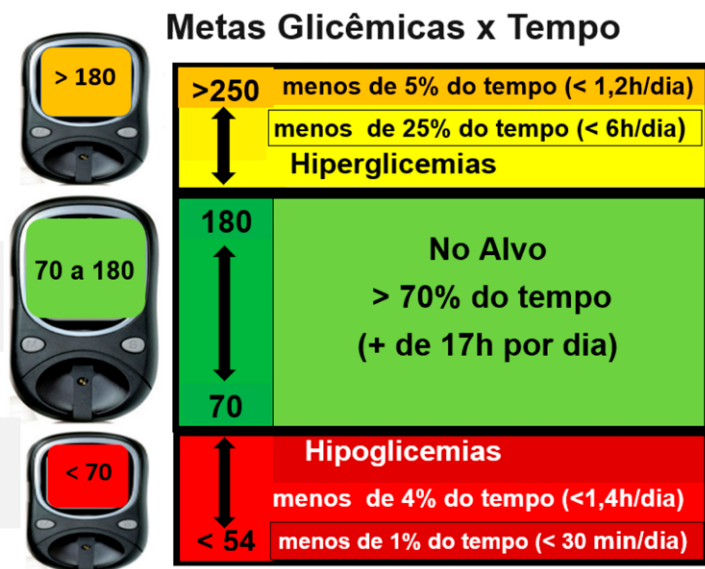 Metas Glicêmicas x Tempo
> 180
>250
menos de 5% do tempo (< 1,2h/dia)
menos de 25% do tempo (< 6h/dia)
Hiperglicemias
70 a 180
180
70
No Alvo
> 70% do tempo
(+ de 17h por dia)
< 70
Hipoglicemias
menos de 4% do tempo (<1,4h/dia)
< 54
menos de 1% do tempo (< 30 min/dia)
M
S